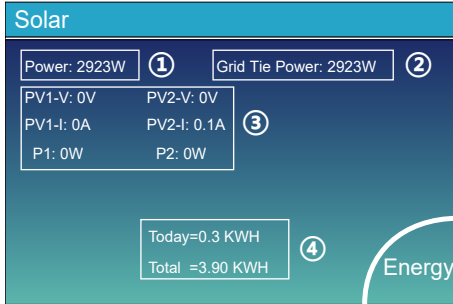 Solar
Power: 2923W ① Grid Tie Power: 2923W ②
PV1-V: 0V PV2-V: 0V
PV1-I: 0A PV2-I: 0.1A ③
P1: 0W P2: 0W
Today=0.3 KWH
④
Total =3.90 KWH
Energy